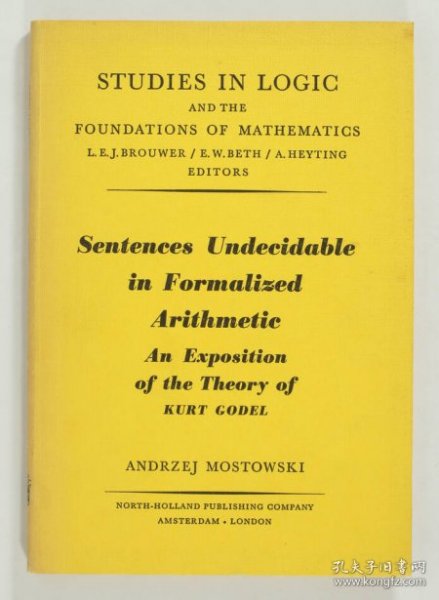 STUDIES IN LOGIC
AND THE
FOUNDATIONS OF MATHEMATICS
L.E.J. BROUWER / E.W. BETH / A. HEYTING
EDITORS
Sentences Undecidable
in Formalized
Arithmetic
An Exposition
of the Theory of
KURT GODEL
ANDRZEJ MOSTOWSKI
NORTH-HOLLAND PUBLISHING COMPANY
AMSTERDAM • LONDON
孔夫子旧书网
www.kongfz.com